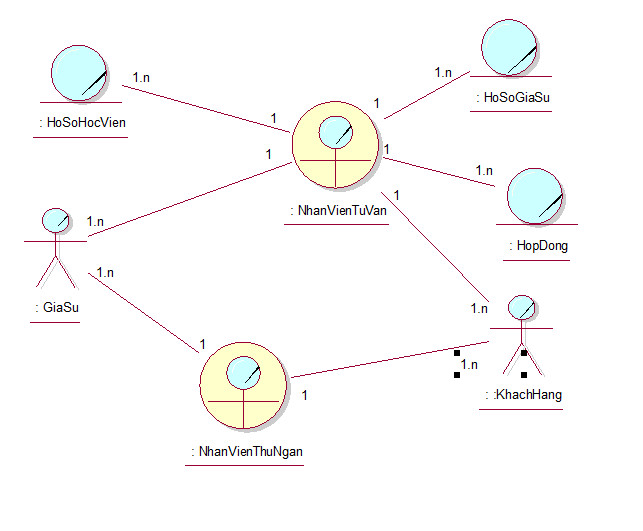 1.n
1.n
: HoSoHocVien
: HoSoGiaSu
1
1
1
1
1.n
1
: NhanVienTuVan
1.n
: HopDong
1.n
: GiaSu
1.n
1
1.n
1
: :KhachHang
: NhanVienThuNgan